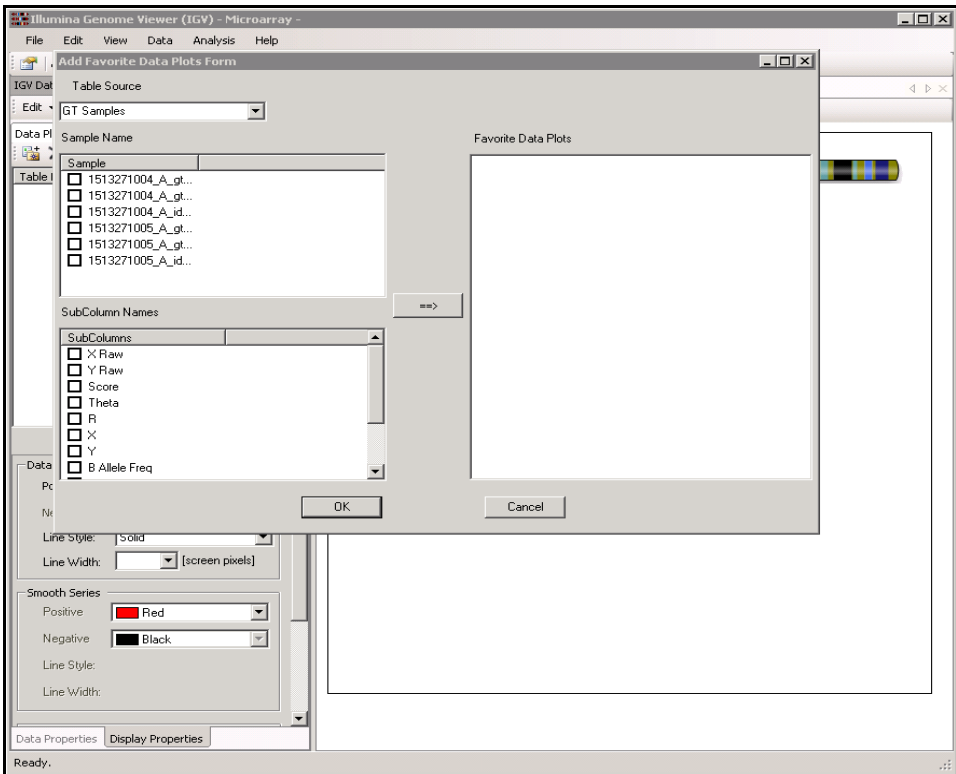 Illumina Genome Viewer (IGV) - Microarray -
File Edit View Data Analysis Help
Add Favorite Data Plots Form
IGV Dat
Table Source
Edit
GT Samples
Data Pl
Sample Name
Favorite Data Plots
Table
Sample
1513271004_A_gt...
1513271004_A_gt...
1513271004_A_id...
1513271005_A_gt...
1513271005_A_gt...
1513271005_A_id...
==>
SubColumn Names
SubColumns
X Raw
Y Raw
Score
Theta
R
X
Y
B Allele Freq
OK
Cancel
Data
Po
Ne
Line Style: Solid
Line Width: [screen pixels]
Smooth Series
Positive Red
Negative Black
Line Style:
Line Width:
Data Properties Display Properties
Ready.